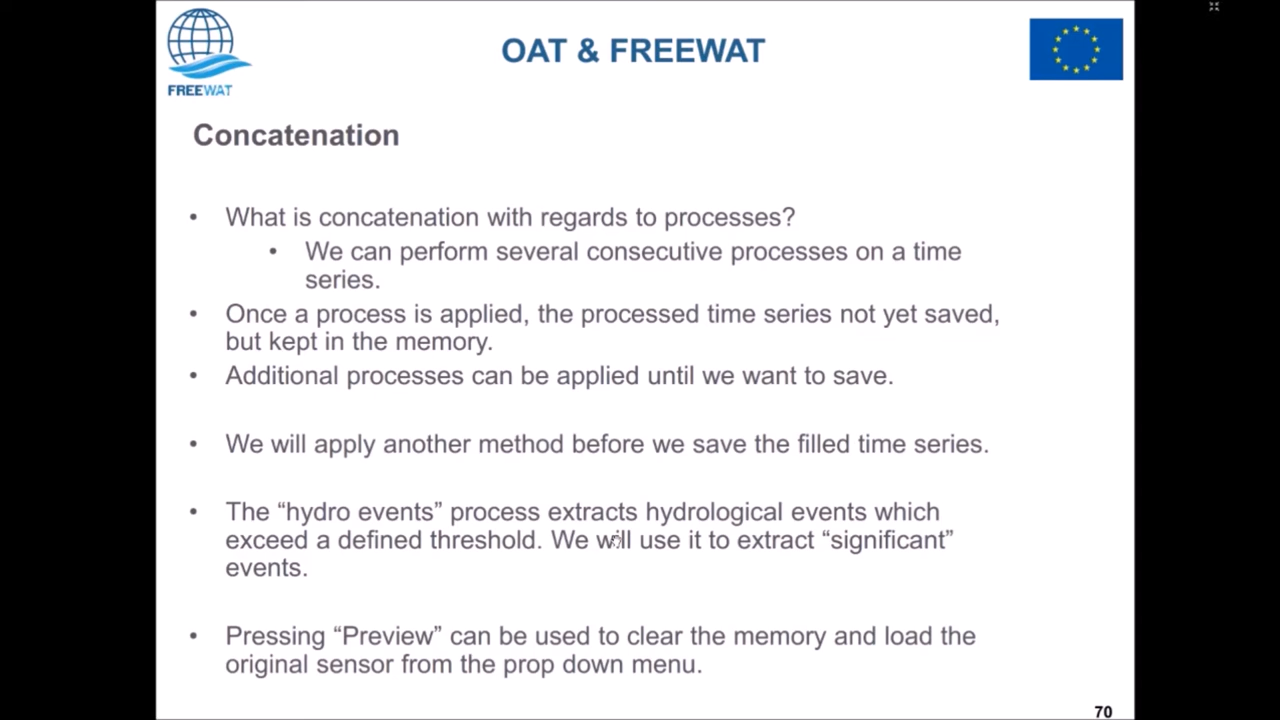 FREEWAT
OAT & FREEWAT
Concatenation
• What is concatenation with regards to processes?
• We can perform several consecutive processes on a time
series.
• Once a process is applied, the processed time series not yet saved,
but kept in the memory.
• Additional processes can be applied until we want to save.
• We will apply another method before we save the filled time series.
• The “hydro events” process extracts hydrological events which
exceed a defined threshold. We will use it to extract “significant”
events.
• Pressing “Preview” can be used to clear the memory and load the
original sensor from the prop down menu.
70